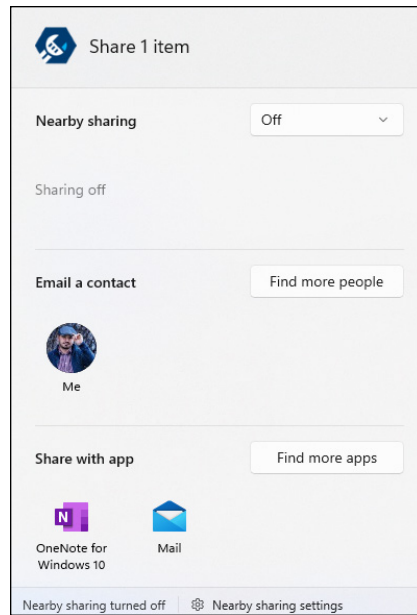 Share 1 item
Nearby sharing
Off
Sharing off
Email a contact
Find more people
Me
Share with app
Find more apps
N
OneNote for
Windows 10
Mail
Nearby sharing turned off
Nearby sharing settings